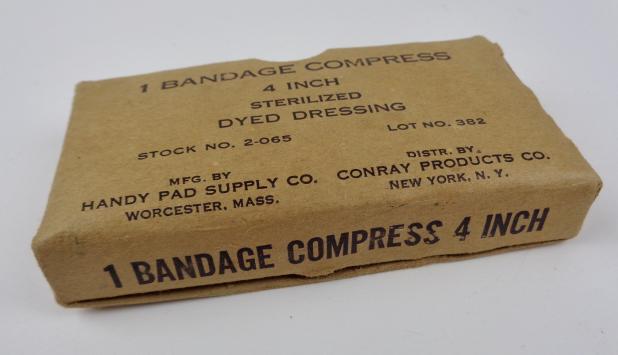 1 BANDAGE COMPRESS
4 INCH
STERILIZED
DYED DRESSING
STOCK NO. 2-065
LOT NO. 382
MFG. BY
HANDY PAD SUPPLY CO.
WORCESTER, MASS.
DISTR. BY
CONRAY PRODUCTS CO.
NEW YORK, N. Y.
1 BANDAGE COMPRESS 4 INCH